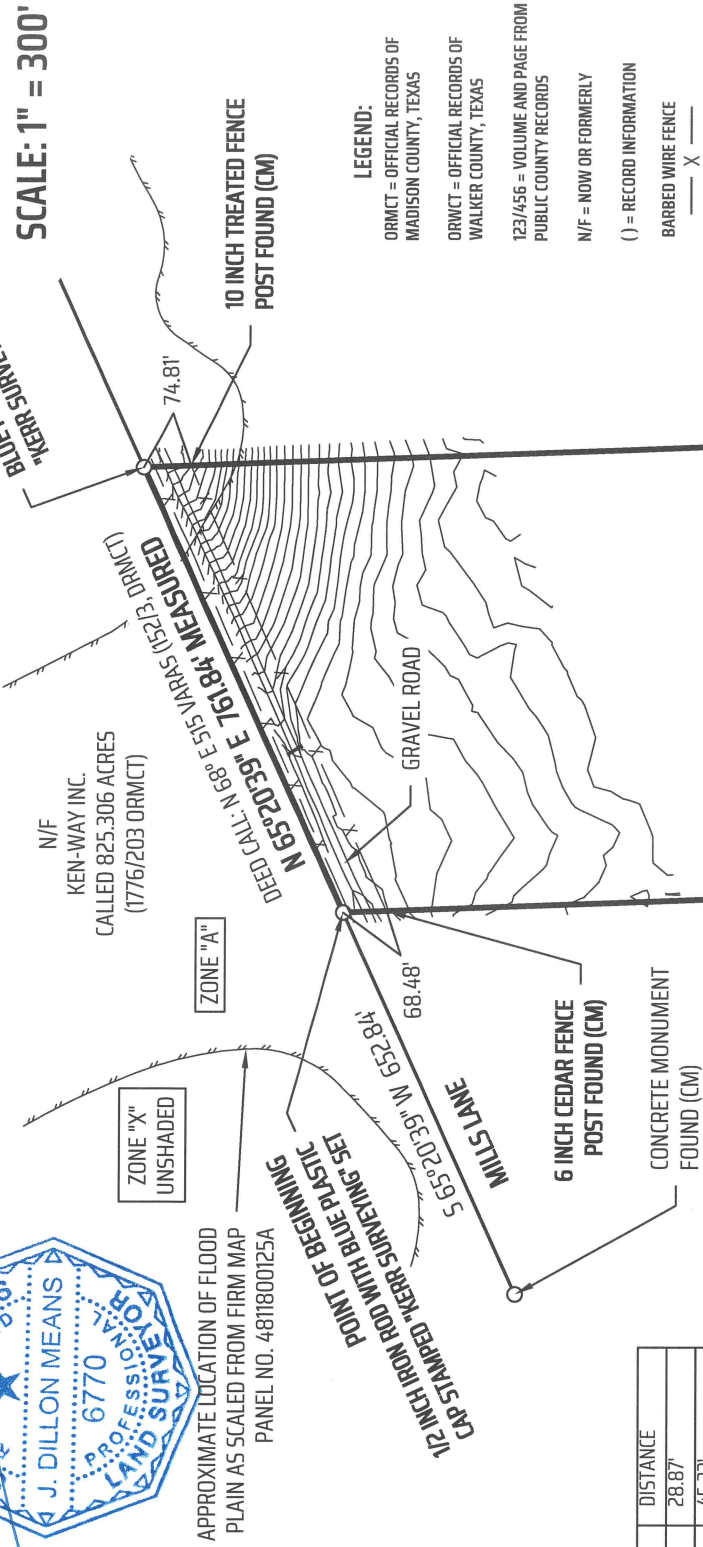 SCALE: 1" = 300'
"KERR SURVEY
74.81'
10 INCH TREATED FENCE
POST FOUND (CM)
LEGEND:
ORMCT = OFFICIAL RECORDS OF
MADISON COUNTY, TEXAS
ORWCT = OFFICIAL RECORDS OF
WALKER COUNTY, TEXAS
123/456 = VOLUME AND PAGE FROM
PUBLIC COUNTY RECORDS
N/F = NOW OR FORMERLY
( ) = RECORD INFORMATION
BARBED WIRE FENCE
X
N/F
KEN-WAY INC.
CALLED 825.306 ACRES
(1776/203 ORMCT)
DEED CALL: N 68° E 515 VARAS (152/3, DRMCT)
N 65°20'39" E 761.84' MEASURED
GRAVEL ROAD
ZONE "A"
ZONE "X"
UNSHADED
J. DILLON MEANS
6770
PROFESSIONAL
LAND SURVEYOR
APPROXIMATE LOCATION OF FLOOD
PLAIN AS SCALED FROM FIRM MAP
PANEL NO. 4811800125A
POINT OF BEGINNING
1/2 INCH IRON ROD WITH BLUE PLASTIC
CAP STAMPED "KERR SURVEYING" SET
68.48'
S 65°20'39" W 652.84'
MILLS LANE
6 INCH CEDAR FENCE
POST FOUND (CM)
CONCRETE MONUMENT
FOUND (CM)
DISTANCE
28.87'